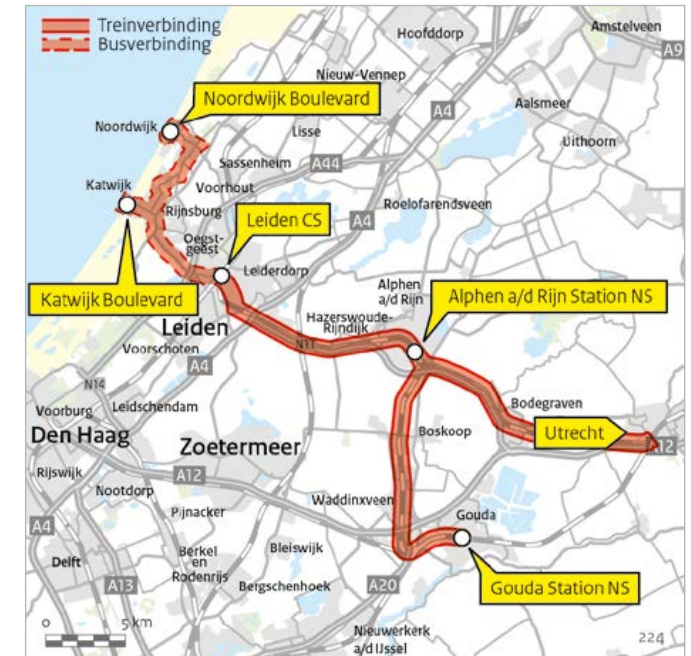 Treinverbinding
Busverbinding
Hoofddorp
Amstelveen
A9
Nieuw-Vennep
Noordwijk Boulevard
A4
Aalsmeer
Noordwijk
Lisse
Uithoorn
Sassenheim
A44
Katwijk
Voorhout
Roelofarendsveen
Rijnsburg
Leiden CS
A4
Oegst-
geest
Leiderdorp
Katwijk Boulevard
Alphen
a/d Rijn
Alphen a/d Rijn Station NS
Leiden
Hazerswoude-
Rijndijk
N11
Voorschoten
A4
N14
Voorburg
Leidschendam
Bodegraven
Den Haag
Zoetermeer
Boskoop
Utrecht
A12
Rijswijk
A12
Nootdorp
Waddinxveen
Gouda
Pijnacker
A4
Delft
Berkel
en
Rodenrijs
Bleiswijk
A13
Bergschenhoek
A20
Gouda Station NS
0
5 km
Nieuwerkerk
a/d IJssel
224